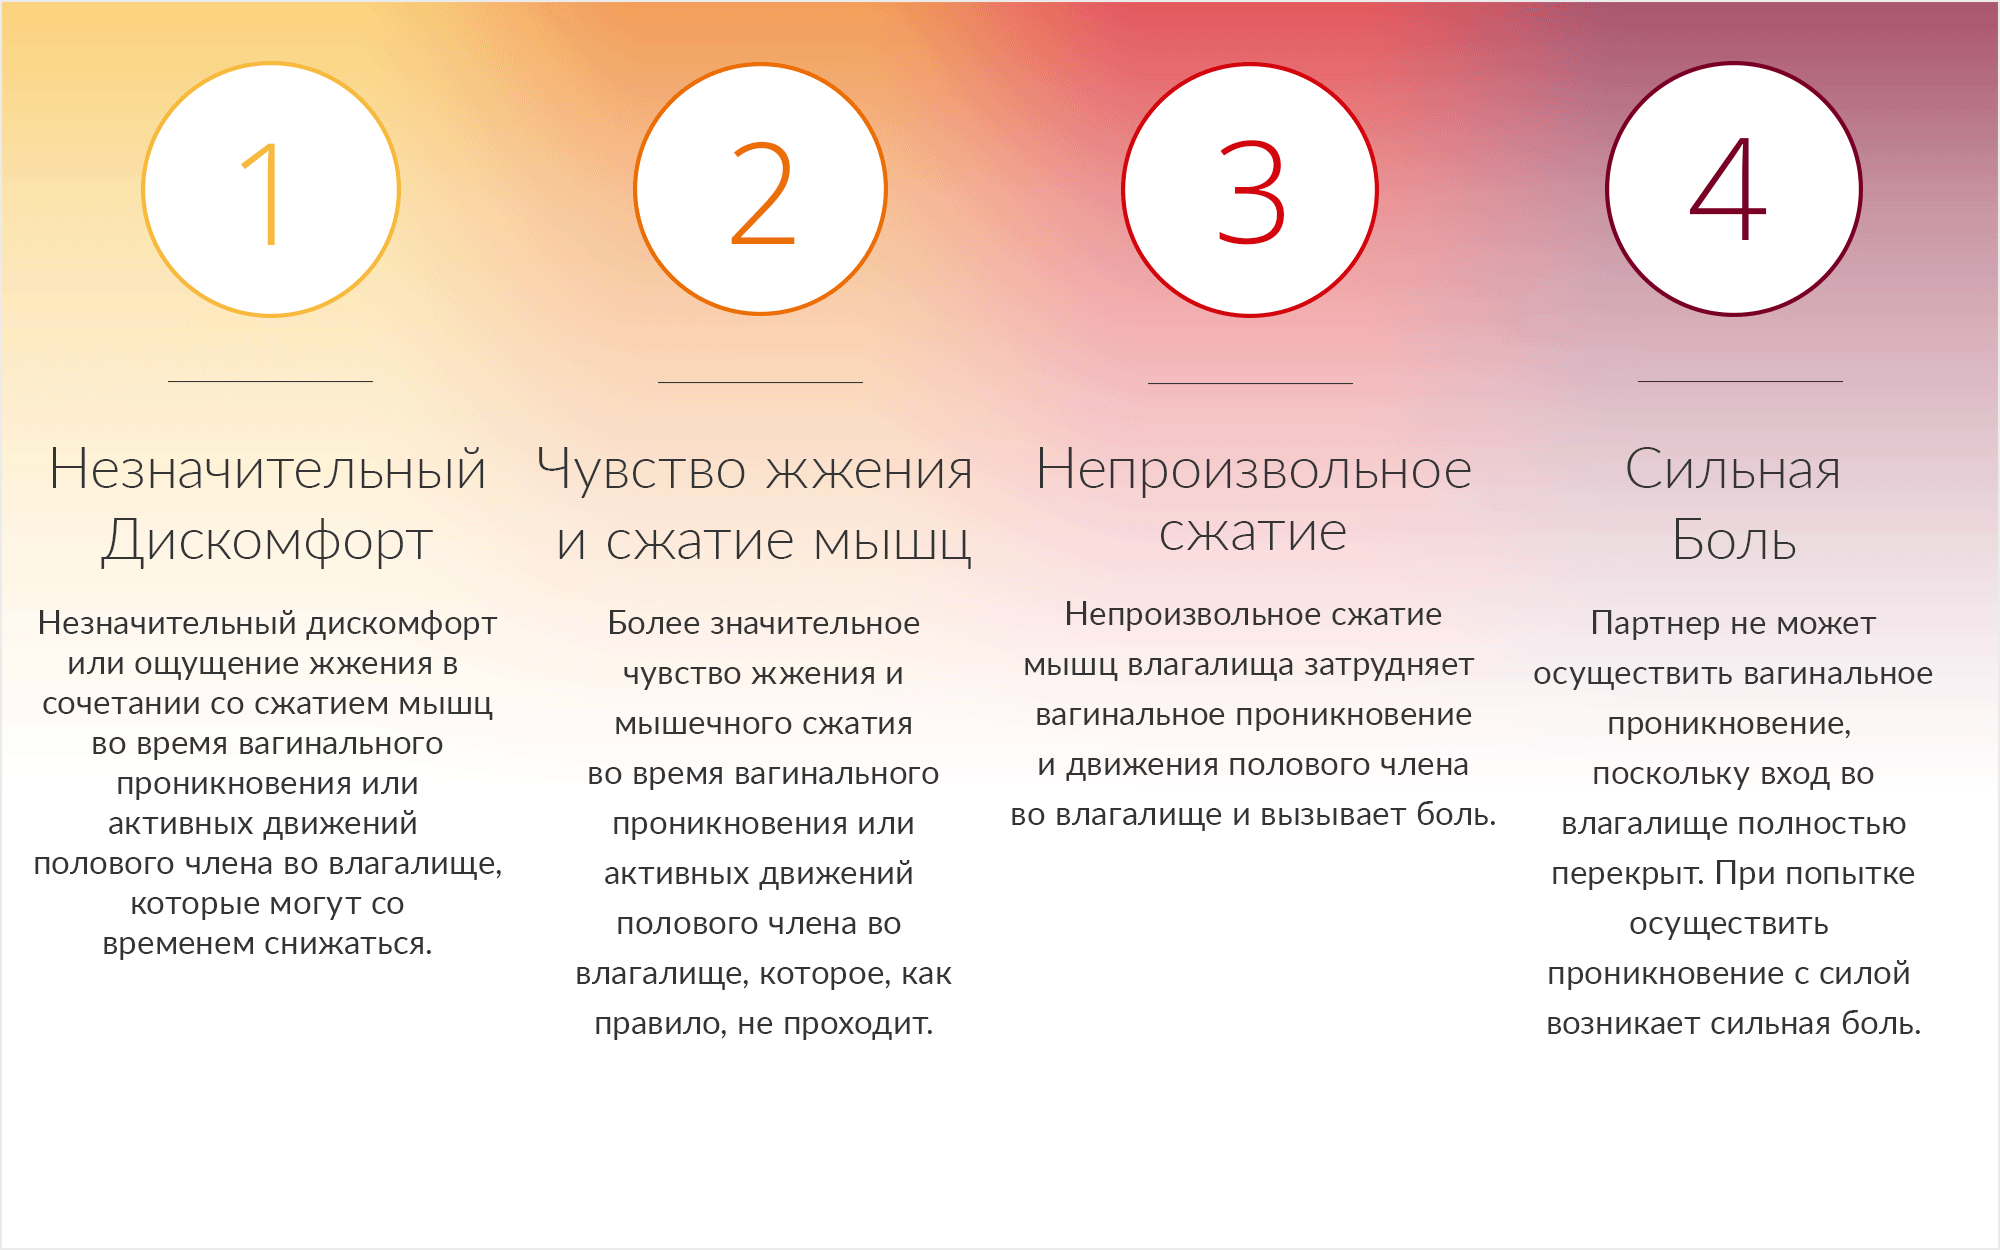 1
Незначительный
Дискомфорт
Незначительный дискомфорт
или ощущение жжения в
сочетании со сжатием мышц
во время вагинального
проникновения или
активных движений
полового члена во влагалище,
которые могут со
временем снижаться.
2
Чувство жжения
и сжатие мышц
Более значительное
чувство жжения и
мышечного сжатия
во время вагинального
проникновения или
активных движений
полового члена во
влагалище, которое, как
правило, не проходит.
3
Непроизвольное
сжатие
Непроизвольное сжатие
мышц влагалища затрудняет
вагинальное проникновение
и движения полового члена
во влагалище и вызывает боль.
4
Сильная
Боль
Партнер не может
осуществить вагинальное
проникновение,
поскольку вход во
влагалище полностью
перекрыт. При попытке
осуществить
проникновение с силой
возникает сильная боль.